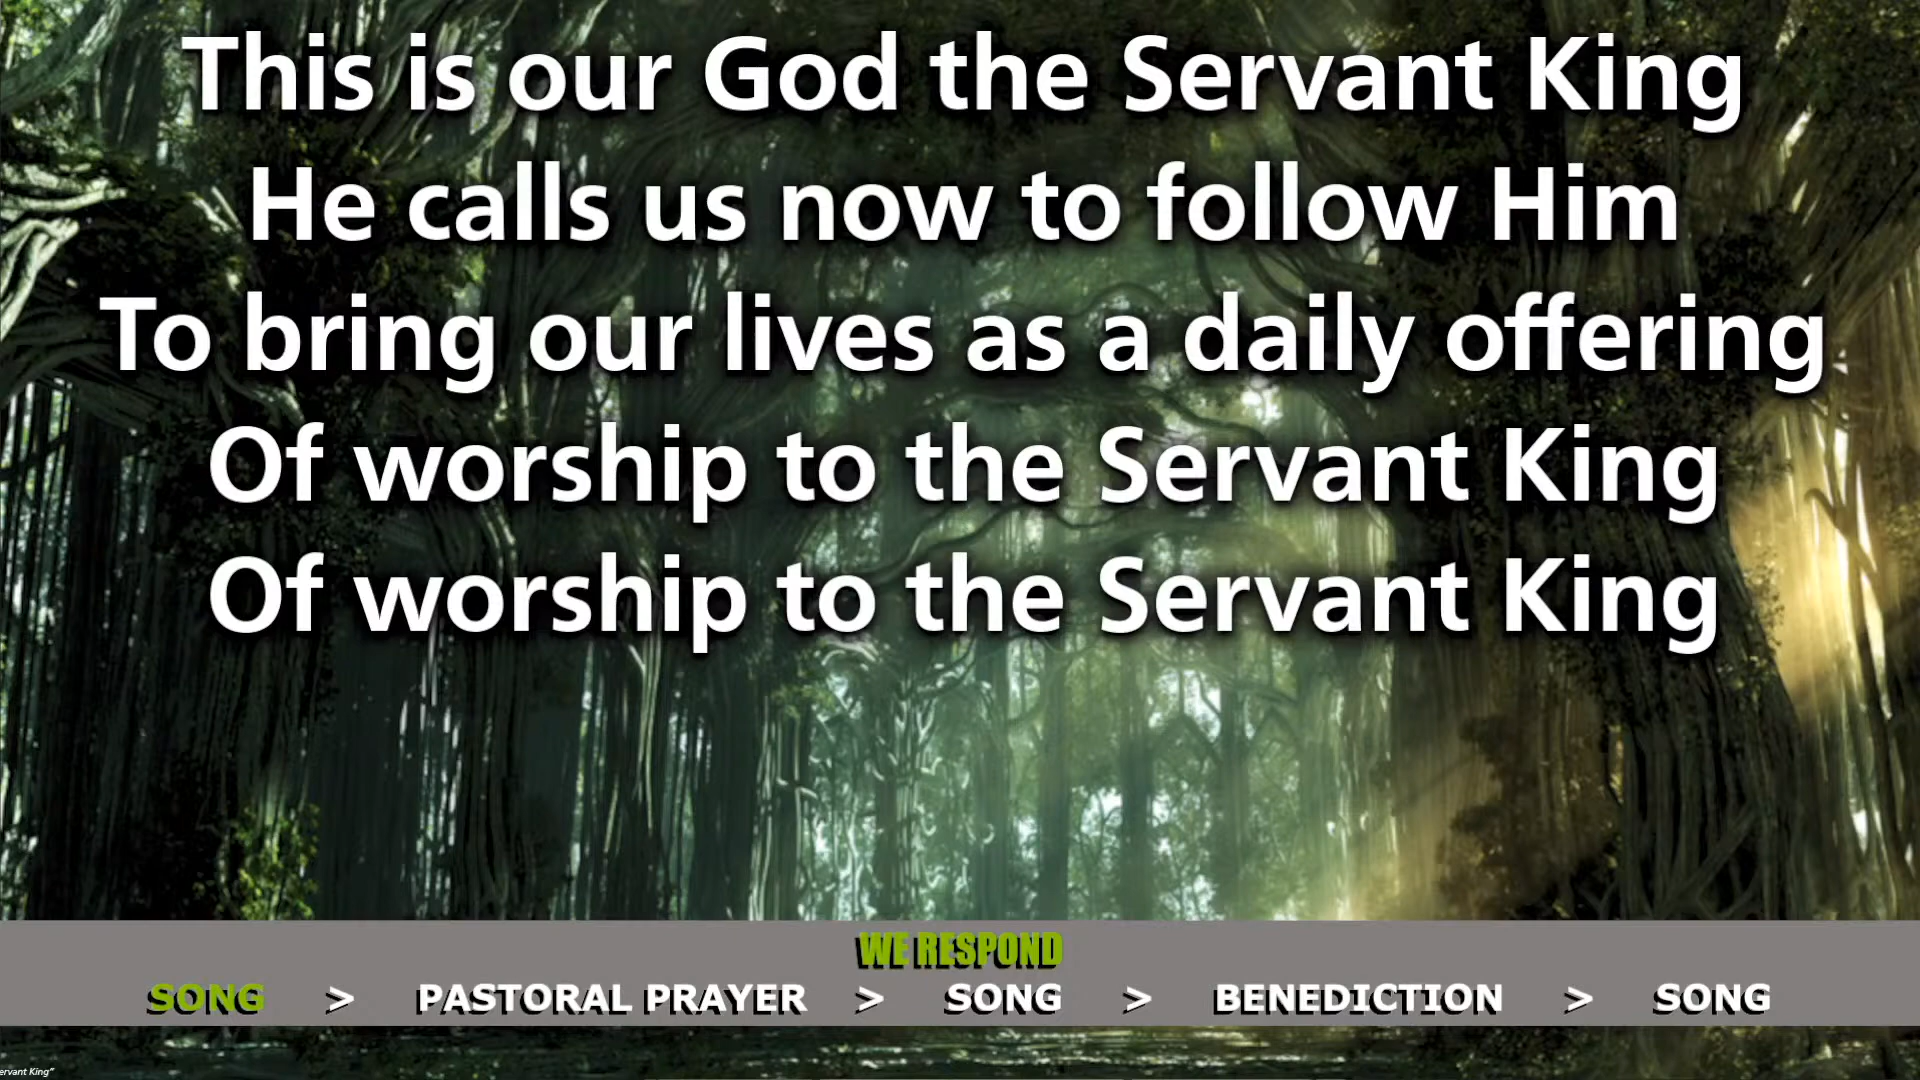 This is our God the Servant King
He calls us now to follow Him
To bring our lives as a daily offering
Of worship to the Servant King
Of worship to the Servant King
WE RESPOND
SONG > PASTORAL PRAYER > SONG > BENEDICTION > SONG
ervant King”